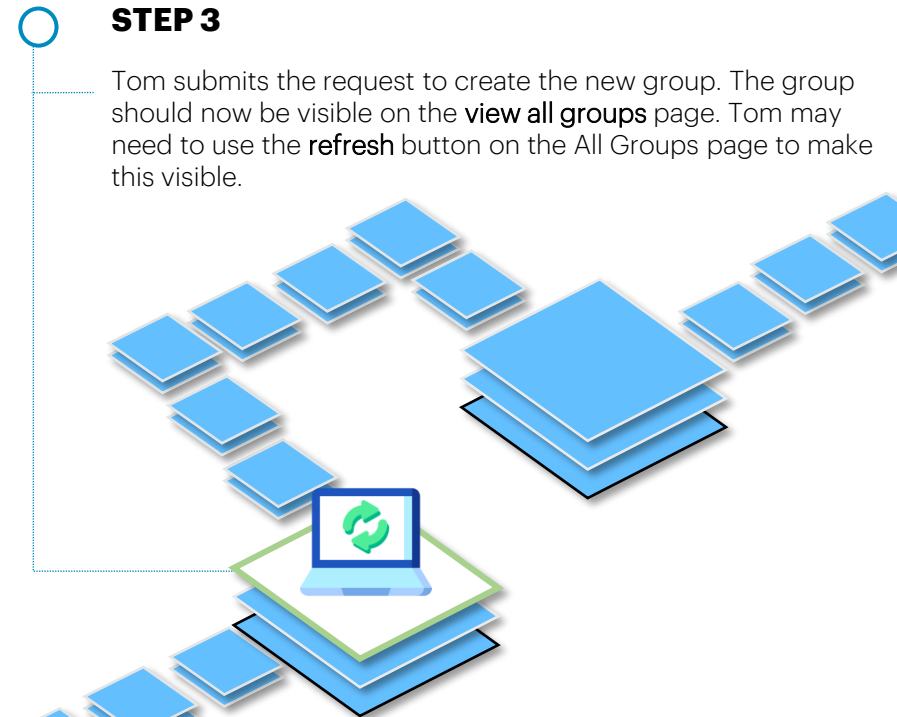 STEP 3
Tom submits the request to create the new group. The group
should now be visible on the view all groups page. Tom may
need to use the refresh button on the All Groups page to make
this visible.